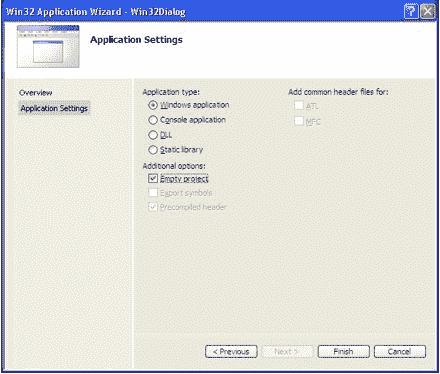 Win32 Application Wizard - Win32Dialog
Application Settings
Overview
Application Settings
Application type:
Windows application
Console application
DLL
Static library
Additional options:
Empty project
Export symbols
Precompiled header
Add common header files for:
ATL
MFC
< Previous
Next >
Finish
Cancel